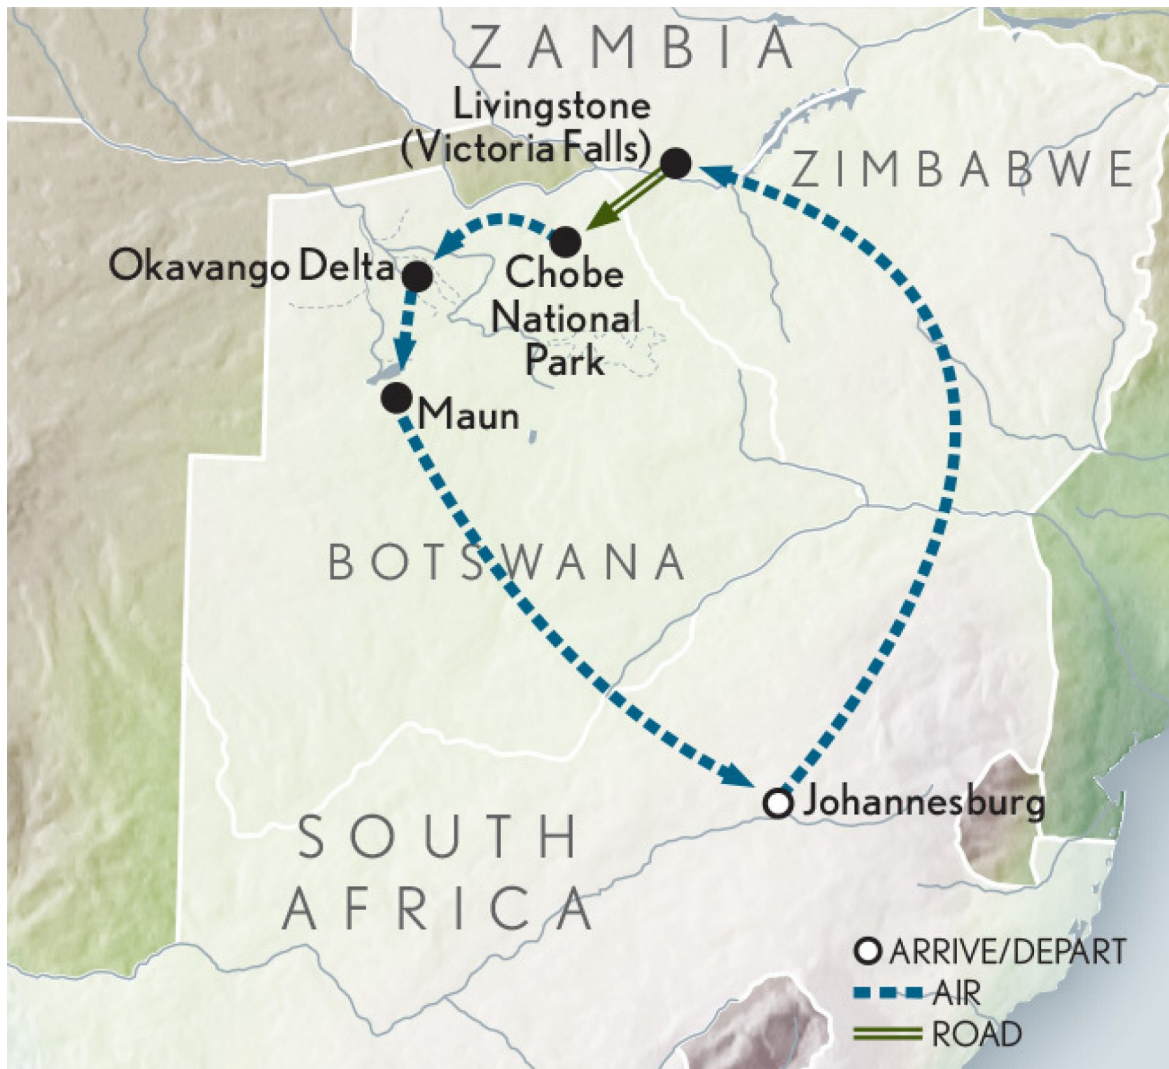 ZAMBIA
Livingstone
(Victoria Falls)
ZIMBABWE
Okavango Delta
Chobe
National
Park
Maun
BOTSWANA
Johannesburg
SOUTH
AFRICA
ARRIVE/DEPART
AIR
ROAD